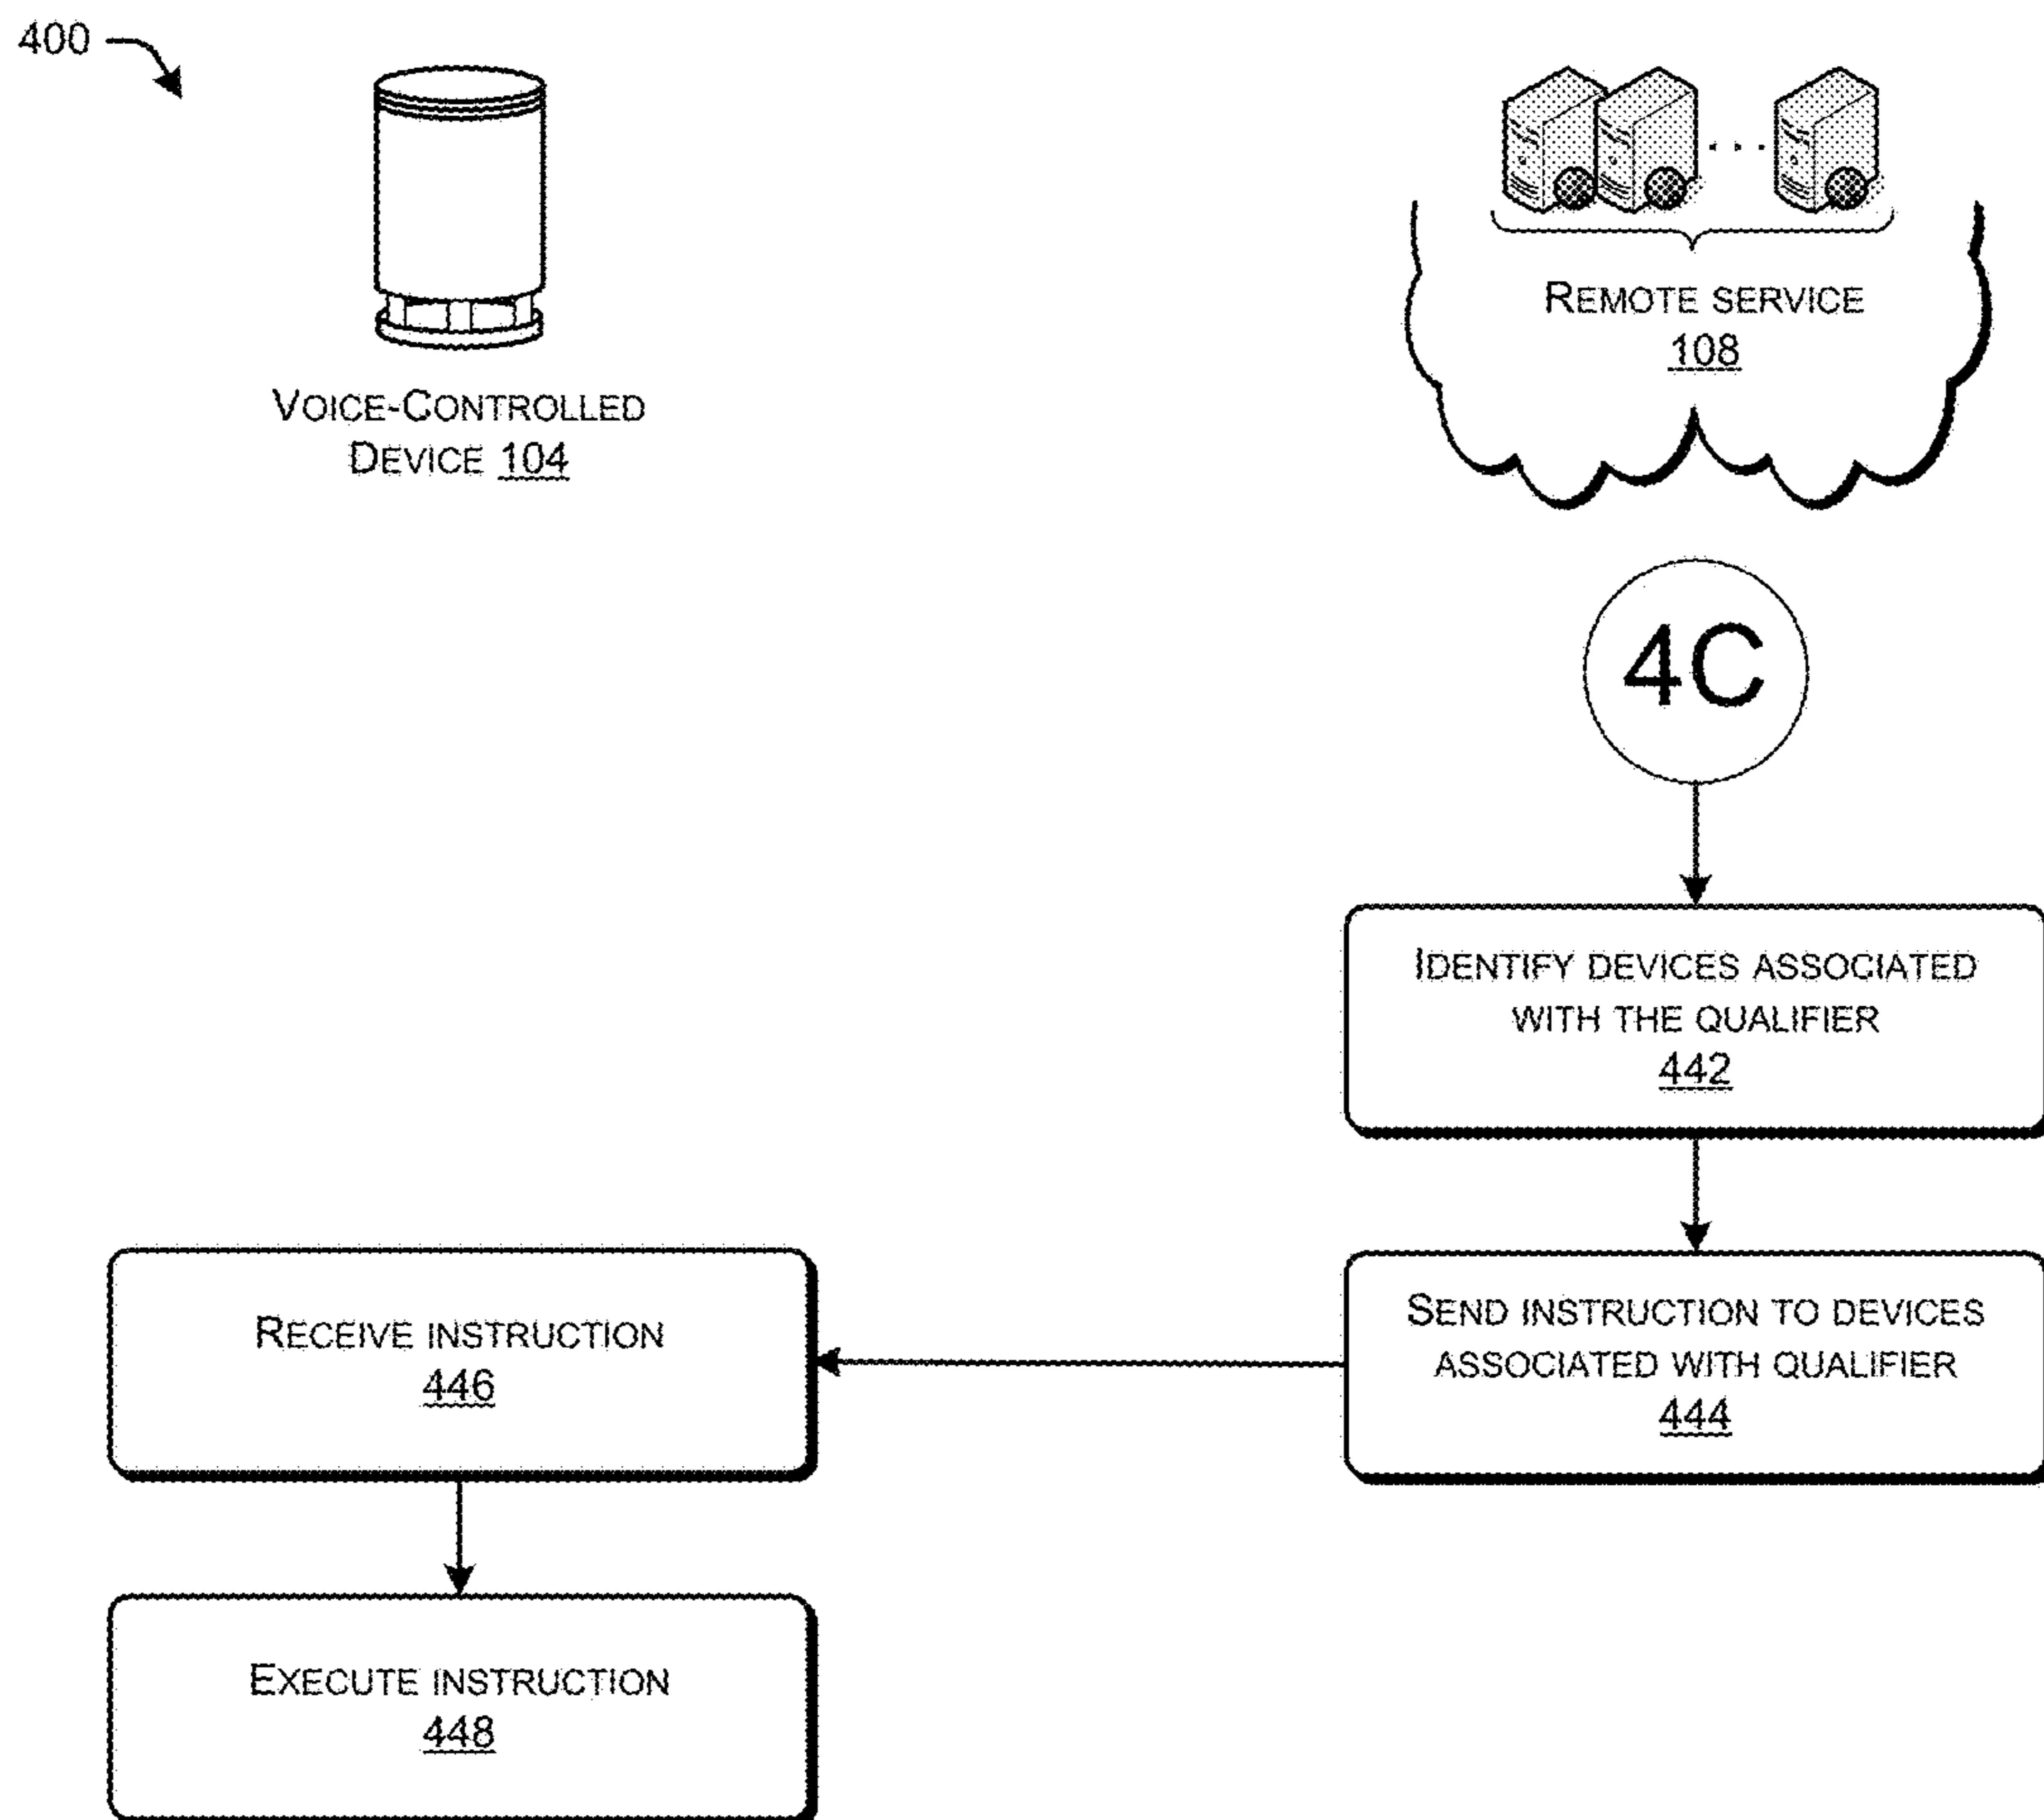 400
VOICE-CONTROLLED
DEVICE 104
REMOTE SERVICE
108
4C
IDENTIFY DEVICES ASSOCIATED
WITH THE QUALIFIER
442
SEND INSTRUCTION TO DEVICES
ASSOCIATED WITH QUALIFIER
444
RECEIVE INSTRUCTION
446
EXECUTE INSTRUCTION
448